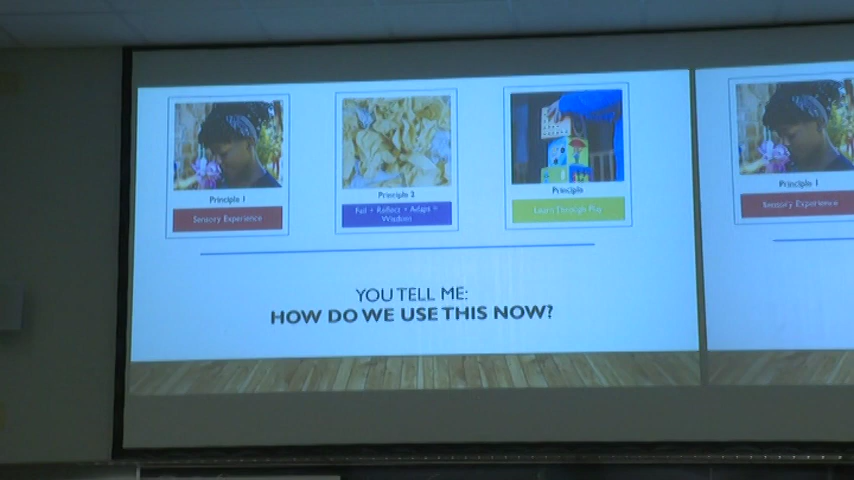 Principle 1
Sensory Experience
Principle 2
Fail + Reflect + Adapt =
Wisdom
Principle
Learn Through Play
YOU TELL ME:
HOW DO WE USE THIS NOW?
Principle 1
Sensory Experience